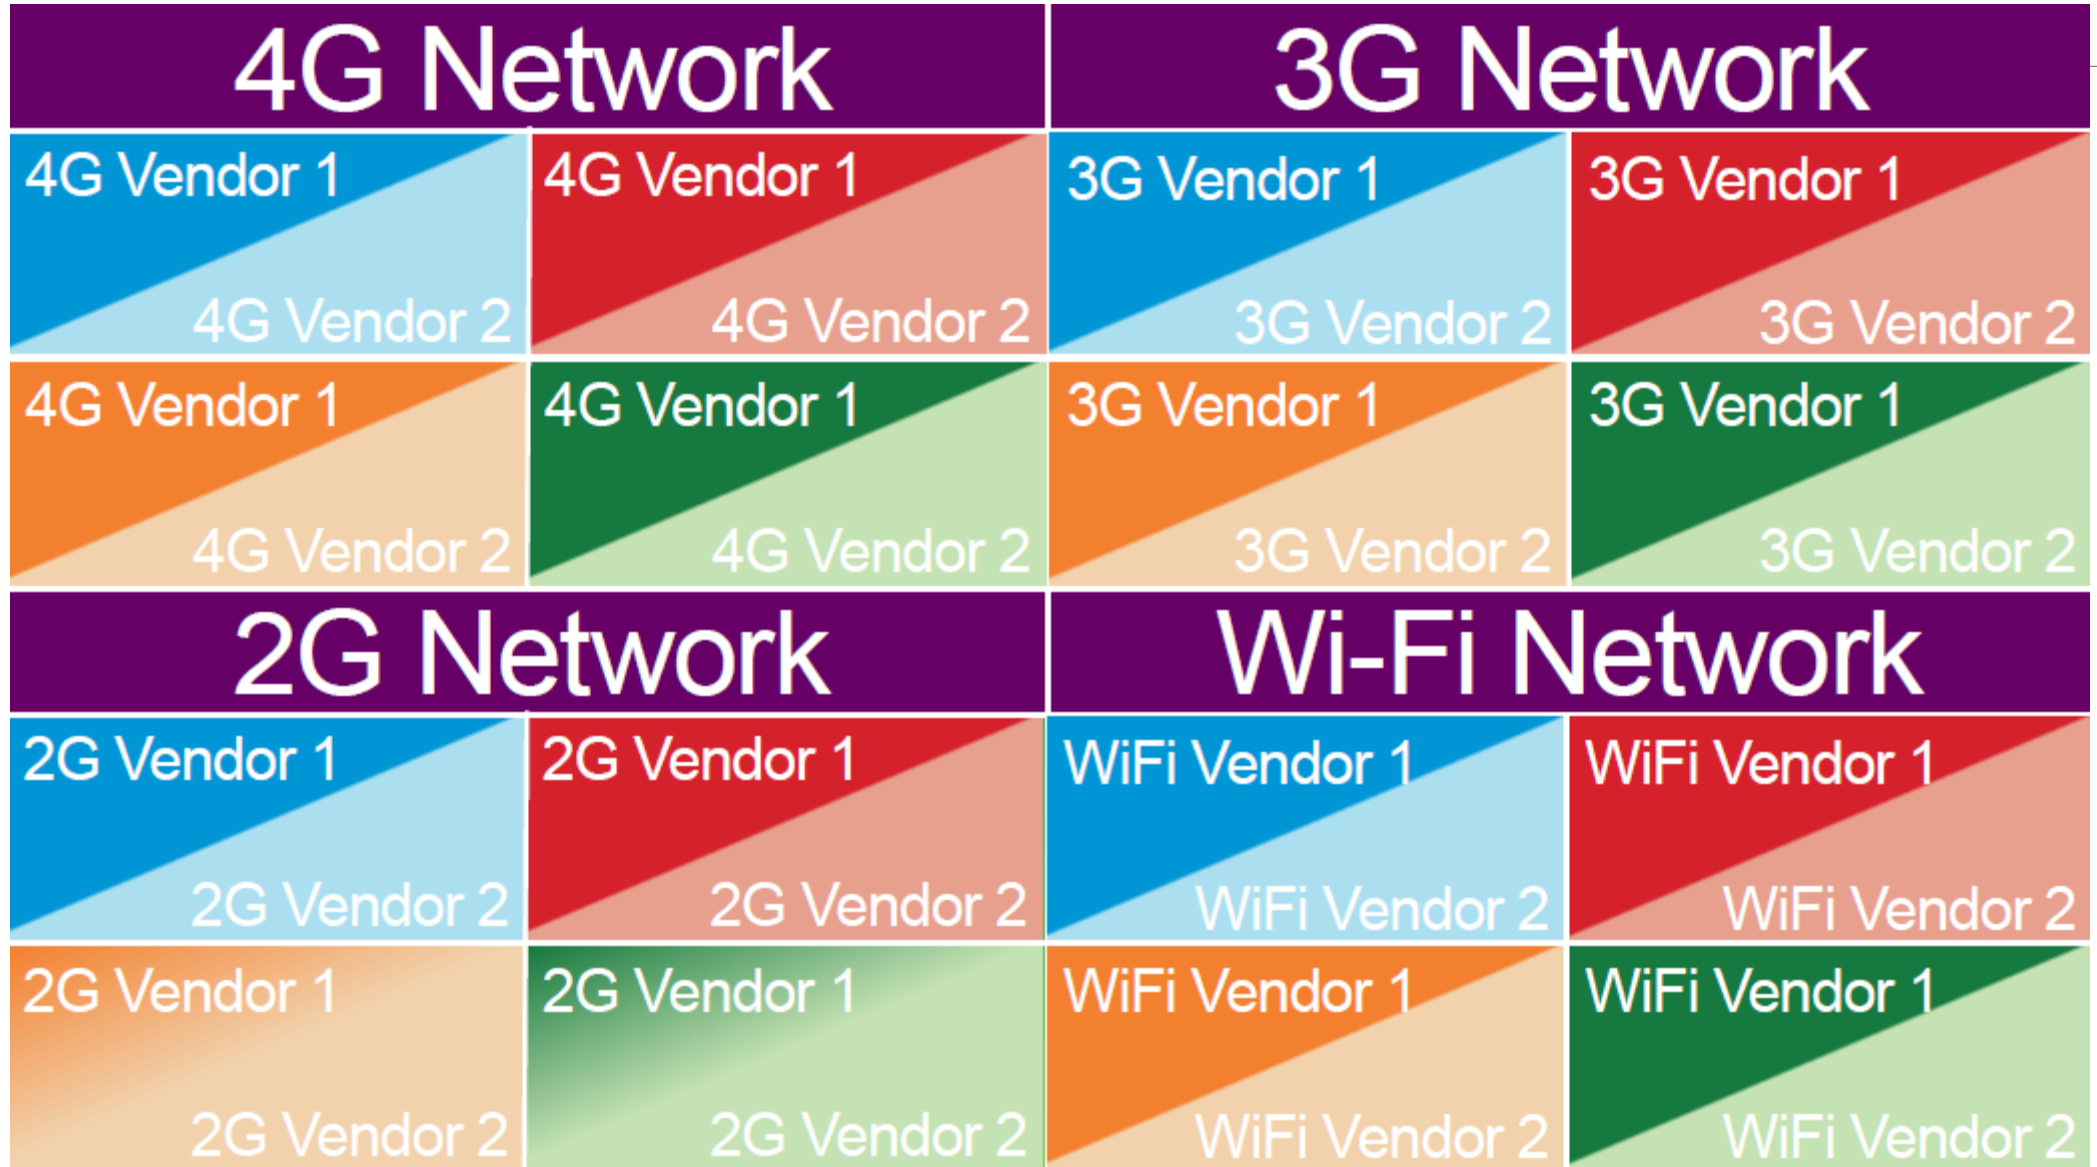 4G Network
3G Network
4G Vendor 1
4G Vendor 2
4G Vendor 1
4G Vendor 2
3G Vendor 1
3G Vendor 2
3G Vendor 1
3G Vendor 2
4G Vendor 1
4G Vendor 2
4G Vendor 1
4G Vendor 2
3G Vendor 1
3G Vendor 2
3G Vendor 1
3G Vendor 2
2G Network
Wi-Fi Network
2G Vendor 1
2G Vendor 2
2G Vendor 1
2G Vendor 2
WiFi Vendor 1
WiFi Vendor 2
WiFi Vendor 1
WiFi Vendor 2
2G Vendor 1
2G Vendor 2
2G Vendor 1
2G Vendor 2
WiFi Vendor 1
WiFi Vendor 2
WiFi Vendor 1
WiFi Vendor 2